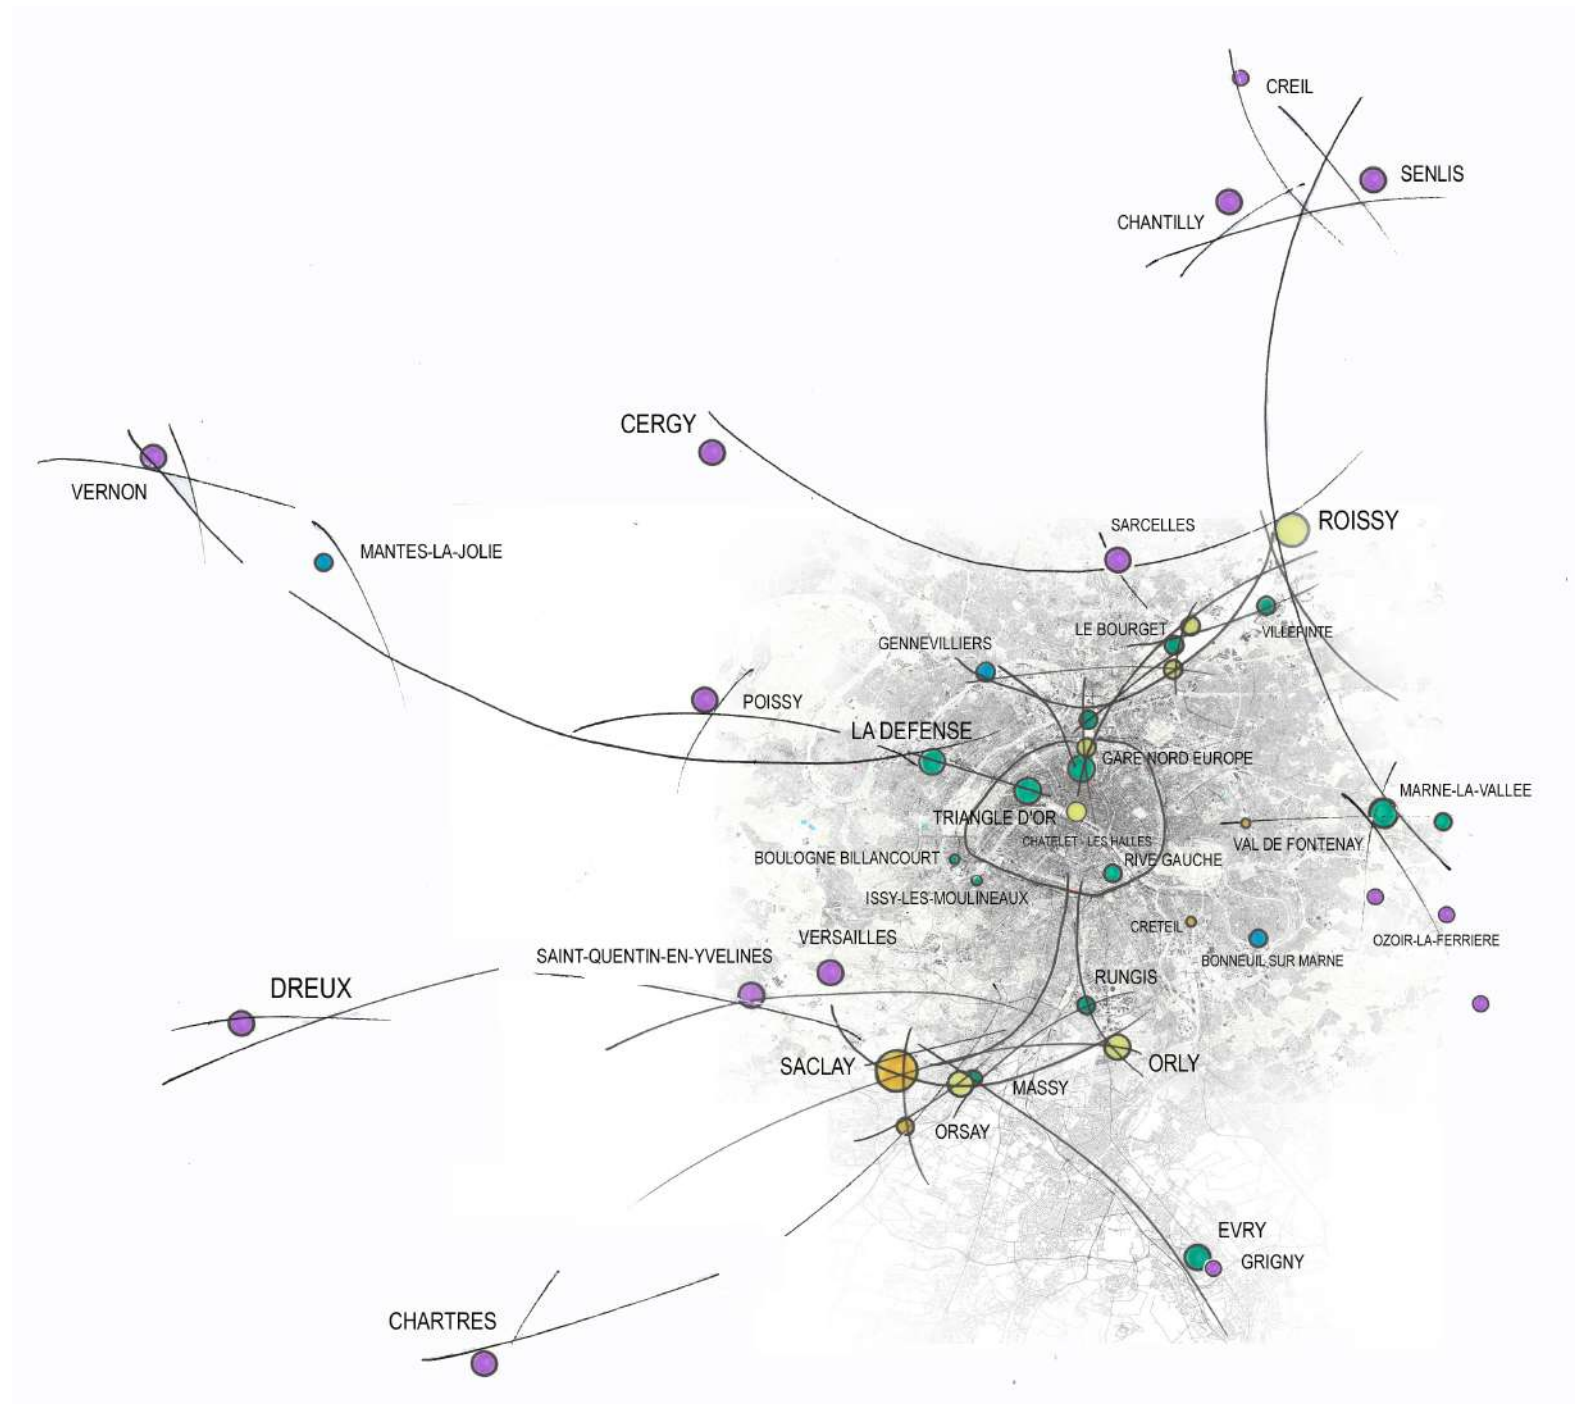 CREIL
SENLIS
CHANTILLY
CERGY
VERNON
ROISSY
SARCELLES
MANTES-LA-JOLIE
LE BOURGET
VILLEPINTE
GENNEVILLIERS
POISSY
LA DEFENSE
GARE NORD EUROPE
MARNE-LA-VALLEE
TRIANGLE D'OR
CHATELET - LES HALLES
VAL DE FONTENAY
BOULOGNE BILLANCOURT
RIVE GAUCHE
ISSY-LES-MOULINEAUX
CRETEIL
VERSAILLES
OZOIR-LA-FERRIERE
SAINT-QUENTIN-EN-YVELINES
BONNEUIL SUR MARNE
RUNGIS
DREUX
SACLAY
ORLY
MASSY
ORSAY
EVRY
GRIGNY
CHARTRES